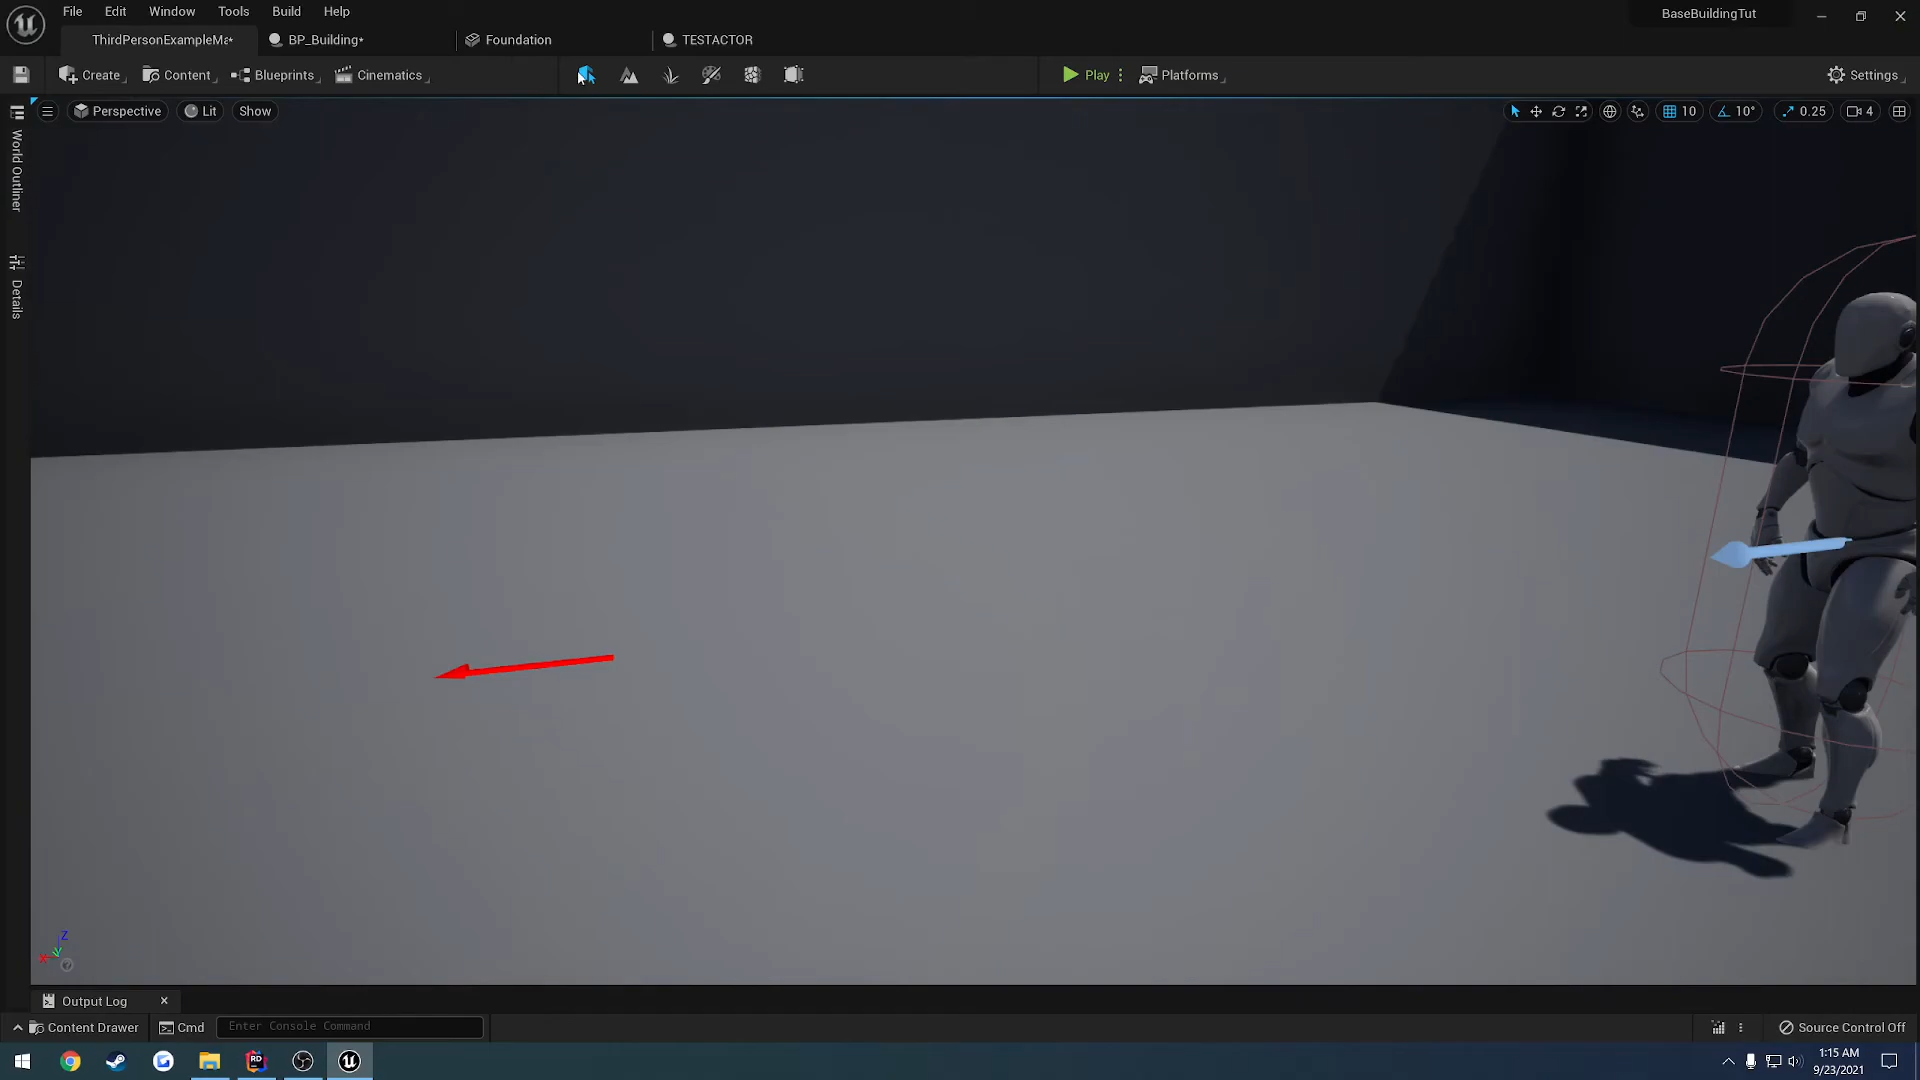 File Edit Window Tools Build Help
BaseBuildingTut
ThirdPersonExampleMa*
BP_Building*
Foundation
TESTACTOR
Create
Content
Blueprints
Cinematics
Play
Platforms
Settings
Perspective
Lit
Show
10
10°
0.25
4
World Outliner
Details
Z
Y
X
Output Log
Content Drawer
Cmd
Enter Console Command
Source Control Off
RD
1:15 AM
9/23/2021